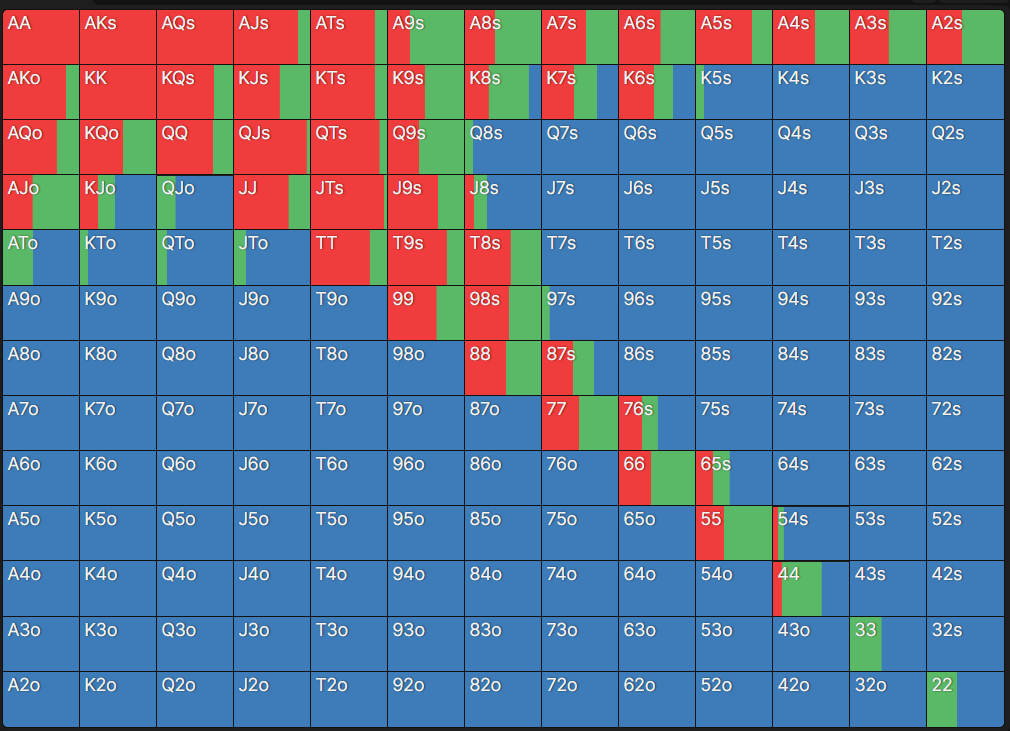 AA AKs AQs AJs ATs A9s A8s A7s A6s A5s A4s A3s A2s
AKo KK KQs KJs KTs K9s K8s K7s K6s K5s K4s K3s K2s
AQo KQo QQ QJs QTs Q9s Q8s Q7s Q6s Q5s Q4s Q3s Q2s
AJo KJo QJo JJ JTs J9s J8s J7s J6s J5s J4s J3s J2s
ATo KTo QTo JTo TT T9s T8s T7s T6s T5s T4s T3s T2s
A9o K9o Q9o J9o T9o 99 98s 97s 96s 95s 94s 93s 92s
A8o K8o Q8o J8o T8o 98o 88 87s 86s 85s 84s 83s 82s
A7o K7o Q7o J7o T7o 97o 87o 77 76s 75s 74s 73s 72s
A6o K6o Q6o J6o T6o 96o 86o 76o 66 65s 64s 63s 62s
A5o K5o Q5o J5o T5o 95o 85o 75o 65o 55 54s 53s 52s
A4o K4o Q4o J4o T4o 94o 84o 74o 64o 54o 44 43s 42s
A3o K3o Q3o J3o T3o 93o 83o 73o 63o 53o 43o 33 32s
A2o K2o Q2o J2o T2o 92o 82o 72o 62o 52o 42o 32o 22